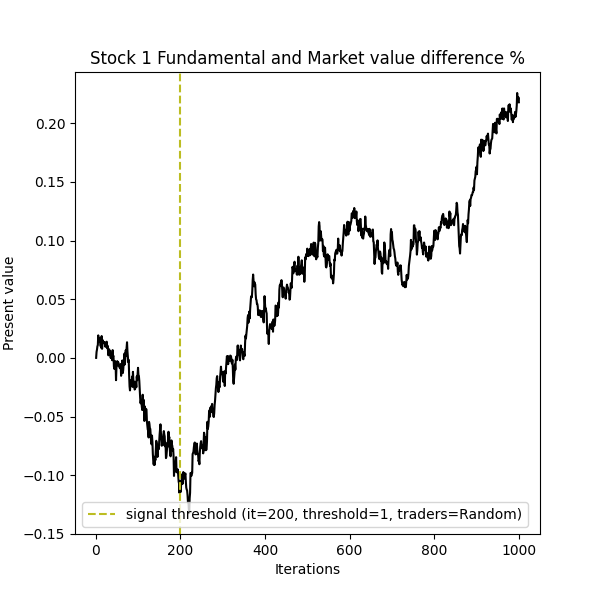 Stock 1 Fundamental and Market value difference %
Present value
0.20
0.15
0.10
0.05
0.00
−0.05
−0.10
−0.15
signal threshold (it=200, threshold=1, traders=Random)
0 200 400 600 800 1000
Iterations